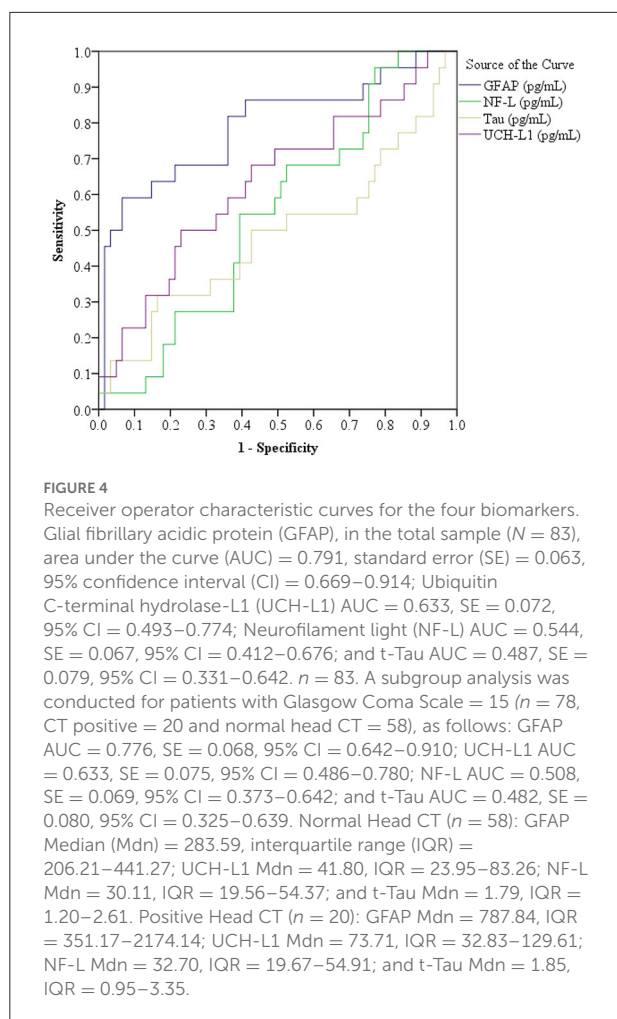 1.0
0.9
0.8
0.7
0.6
0.5
0.4
0.3
0.2
0.1
0.0
Sensitivity
0.0 0.1 0.2 0.3 0.4 0.5 0.6 0.7 0.8 0.9 1.0
1 - Specificity
Source of the Curve
GFAP (pg/mL)
NF-L (pg/mL)
Tau (pg/mL)
UCH-L1 (pg/mL)
FIGURE 4
Receiver operator characteristic curves for the four biomarkers.
Glial fibrillary acidic protein (GFAP), in the total sample (N = 83),
area under the curve (AUC) = 0.791, standard error (SE) = 0.063,
95% confidence interval (CI) = 0.669–0.914; Ubiquitin
C-terminal hydrolase-L1 (UCH-L1) AUC = 0.633, SE = 0.072,
95% CI = 0.493–0.774; Neurofilament light (NF-L) AUC = 0.544,
SE = 0.067, 95% CI = 0.412–0.676; and t-Tau AUC = 0.487, SE =
0.079, 95% CI = 0.331–0.642. n = 83. A subgroup analysis was
conducted for patients with Glasgow Coma Scale = 15 (n = 78,
CT positive = 20 and normal head CT = 58), as follows: GFAP
AUC = 0.776, SE = 0.068, 95% CI = 0.642–0.910; UCH-L1 AUC
= 0.633, SE = 0.075, 95% CI = 0.486–0.780; NF-L AUC = 0.508,
SE = 0.069, 95% CI = 0.373–0.642; and t-Tau AUC = 0.482, SE =
0.080, 95% CI = 0.325–0.639. Normal Head CT (n = 58): GFAP
Median (Mdn) = 283.59, interquartile range (IQR) =
206.21–441.27; UCH-L1 Mdn = 41.80, IQR = 23.95–83.26; NF-L
Mdn = 30.11, IQR = 19.56–54.37; and t-Tau Mdn = 1.79, IQR =
1.20–2.61. Positive Head CT (n = 20): GFAP Mdn = 787.84, IQR
= 351.17–2174.14; UCH-L1 Mdn = 73.71, IQR = 32.83–129.61;
NF-L Mdn = 32.70, IQR = 19.67–54.91; and t-Tau Mdn = 1.85,
IQR = 0.95–3.35.